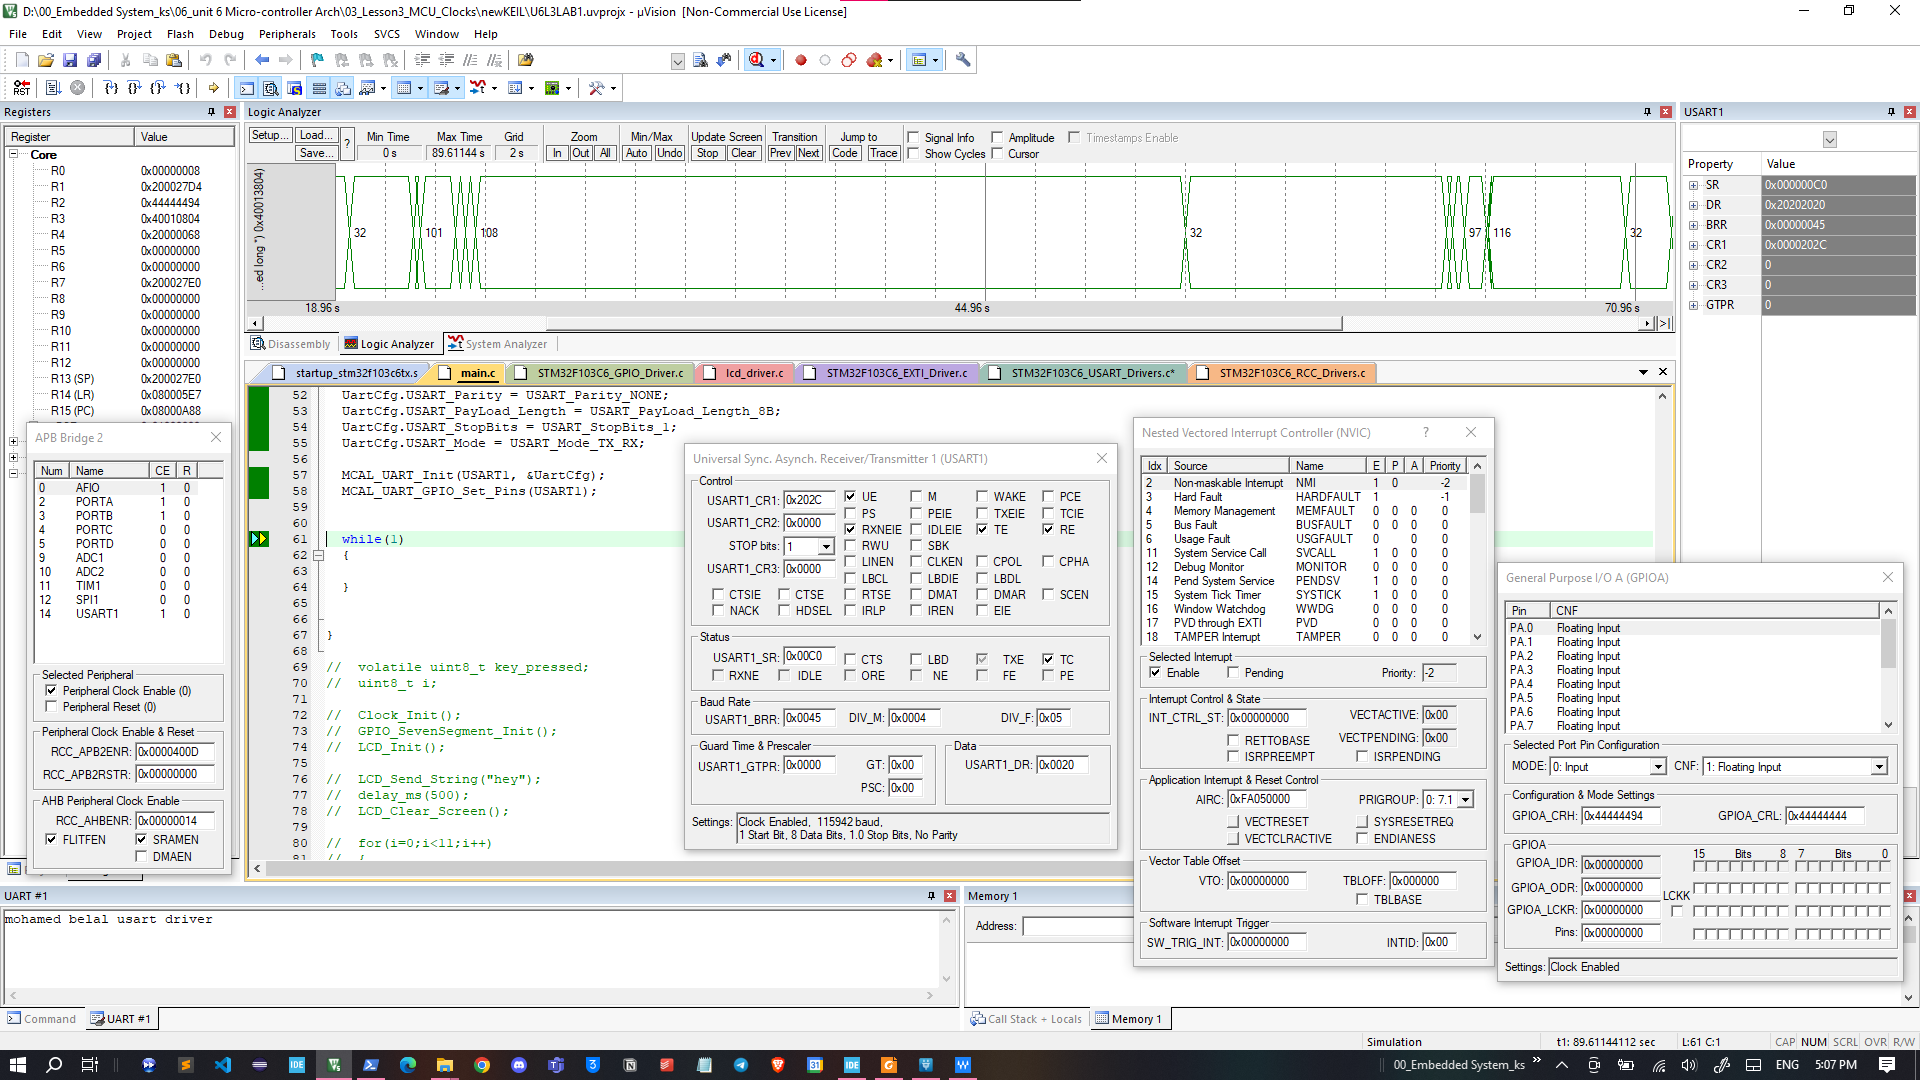 D:\00_Embedded System_ks\06_unit 6 Micro-controller Arch\03_Lesson3_MCU_Clocks\newKEIL\U6L3LAB1.uvprojx - µVision [Non-Commercial Use License]
File Edit View Project Flash Debug Peripherals Tools SVCS Window Help
Registers
Register Value
Core
R0 0x00000008
R1 0x200027D4
R2 0x44444494
R3 0x40010804
R4 0x20000068
R5 0x00000000
R6 0x00000000
R7 0x200027E0
R8 0x00000000
R9 0x00000000
R10 0x00000000
R11 0x00000000
R12 0x00000000
R13 (SP) 0x200027E0
R14 (LR) 0x080005E7
R15 (PC) 0x08000A88
Logic Analyzer
Setup... Load... Save... ?
Min Time 0 s
Max Time 89.61144 s
Grid 2 s
Zoom In Out All
Min/Max Auto Undo
Update Screen Stop Clear
Transition Prev Next
Jump to Code Trace
Signal Info Amplitude Timestamps Enable
Show Cycles Cursor
...ed long *) 0x40013804)
32 101 108 32 97 116 32
18.96 s 44.96 s 70.96 s
Disassembly Logic Analyzer System Analyzer
startup_stm32f103c6tx.s main.c STM32F103C6_GPIO_Driver.c lcd_driver.c STM32F103C6_EXTI_Driver.c STM32F103C6_USART_Drivers.c* STM32F103C6_RCC_Drivers.c
52 UartCfg.USART_Parity = USART_Parity_NONE;
53 UartCfg.USART_PayLoad_Length = USART_PayLoad_Length_8B;
54 UartCfg.USART_StopBits = USART_StopBits_1;
55 UartCfg.USART_Mode = USART_Mode_TX_RX;
56
57 MCAL_UART_Init(USART1, &UartCfg);
58 MCAL_UART_GPIO_Set_Pins(USART1);
59
60
61 while(1)
62 {
63
64 }
65
66
67 }
68
69 // volatile uint8_t key_pressed;
70 // uint8_t i;
71
72 // Clock_Init();
73 // GPIO_SevenSegment_Init();
74 // LCD_Init();
75
76 // LCD_Send_String("hey");
77 // delay_ms(500);
78 // LCD_Clear_Screen();
79
80 // for(i=0;i<11;i++)
81 // {
APB Bridge 2
Num Name CE R
0 AFIO 1 0
2 PORTA 1 0
3 PORTB 1 0
4 PORTC 0 0
5 PORTD 0 0
9 ADC1 0 0
10 ADC2 0 0
11 TIM1 0 0
12 SPI1 0 0
14 USART1 1 0
Selected Peripheral
Peripheral Clock Enable (0)
Peripheral Reset (0)
Peripheral Clock Enable & Reset
RCC_APB2ENR: 0x0000400D
RCC_APB2RSTR: 0x00000000
AHB Peripheral Clock Enable
RCC_AHBENR: 0x00000014
FLITFEN SRAMEN
DMAEN
Universal Sync. Asynch. Receiver/Transmitter 1 (USART1)
Control
USART1_CR1: 0x202C UE M WAKE PCE
PS PEIE TXEIE TCIE
USART1_CR2: 0x0000 RXNEIE IDLEIE TE RE
STOP bits: 1 RWU SBK
LINEN CLKEN CPOL CPHA
USART1_CR3: 0x0000 LBCL LBDIE LBDL
CTSIE CTSE RTSE DMAT DMAR SCEN
NACK HDSEL IRLP IREN EIE
Status
USART1_SR: 0x00C0 CTS LBD TXE TC
RXNE IDLE ORE NE FE PE
Baud Rate
USART1_BRR: 0x0045 DIV_M: 0x0004 DIV_F: 0x05
Guard Time & Prescaler
USART1_GTPR: 0x0000 GT: 0x00
PSC: 0x00
Data
USART1_DR: 0x0020
Settings: Clock Enabled, 115942 baud,
1 Start Bit, 8 Data Bits, 1.0 Stop Bits, No Parity
Nested Vectored Interrupt Controller (NVIC) ?
Idx Source Name E P A Priority
2 Non-maskable Interrupt NMI 1 0 -2
3 Hard Fault HARDFAULT 1 -1
4 Memory Management MEMFAULT 0 0 0 0
5 Bus Fault BUSFAULT 0 0 0 0
6 Usage Fault USGFAULT 0 0 0 0
11 System Service Call SVCALL 1 0 0 0
12 Debug Monitor MONITOR 0 0 0 0
14 Pend System Service PENDSV 1 0 0 0
15 System Tick Timer SYSTICK 1 0 0 0
16 Window Watchdog WWDG 0 0 0 0
17 PVD through EXTI PVD 0 0 0 0
18 TAMPER Interrupt TAMPER 0 0 0 0
Selected Interrupt
Enable Pending Priority: -2
Interrupt Control & State
INT_CTRL_ST: 0x00000000 VECTACTIVE: 0x00
RETTOBASE VECTPENDING: 0x00
ISRPREEMPT ISRPENDING
Application Interrupt & Reset Control
AIRC: 0xFA050000 PRIGROUP: 0: 7.1
VECTRESET SYSRESETREQ
VECTCLRACTIVE ENDIANESS
Vector Table Offset
VTO: 0x00000000 TBLOFF: 0x000000
TBLBASE
Software Interrupt Trigger
SW_TRIG_INT: 0x00000000 INTID: 0x00
USART1
Property Value
SR 0x000000C0
DR 0x20202020
BRR 0x00000045
CR1 0x0000202C
CR2 0
CR3 0
GTPR 0
General Purpose I/O A (GPIOA)
Pin CNF
PA.0 Floating Input
PA.1 Floating Input
PA.2 Floating Input
PA.3 Floating Input
PA.4 Floating Input
PA.5 Floating Input
PA.6 Floating Input
PA.7 Floating Input
Selected Port Pin Configuration
MODE: 0: Input CNF: 1: Floating Input
Configuration & Mode Settings
GPIOA_CRH: 0x44444494 GPIOA_CRL: 0x44444444
GPIOA
15 Bits 8 7 Bits 0
GPIOA_IDR: 0x00000000
GPIOA_ODR: 0x00000000
LCKK
GPIOA_LCKR: 0x00000000
Pins: 0x00000000
Settings: Clock Enabled
UART #1
mohamed belal usart driver
Command UART #1
Memory 1
Address:
Call Stack + Locals Memory 1
Simulation t1: 89.61144112 sec L:61 C:1 CAP NUM SCRL OVR R/W
00_Embedded System_ks ENG 5:07 PM